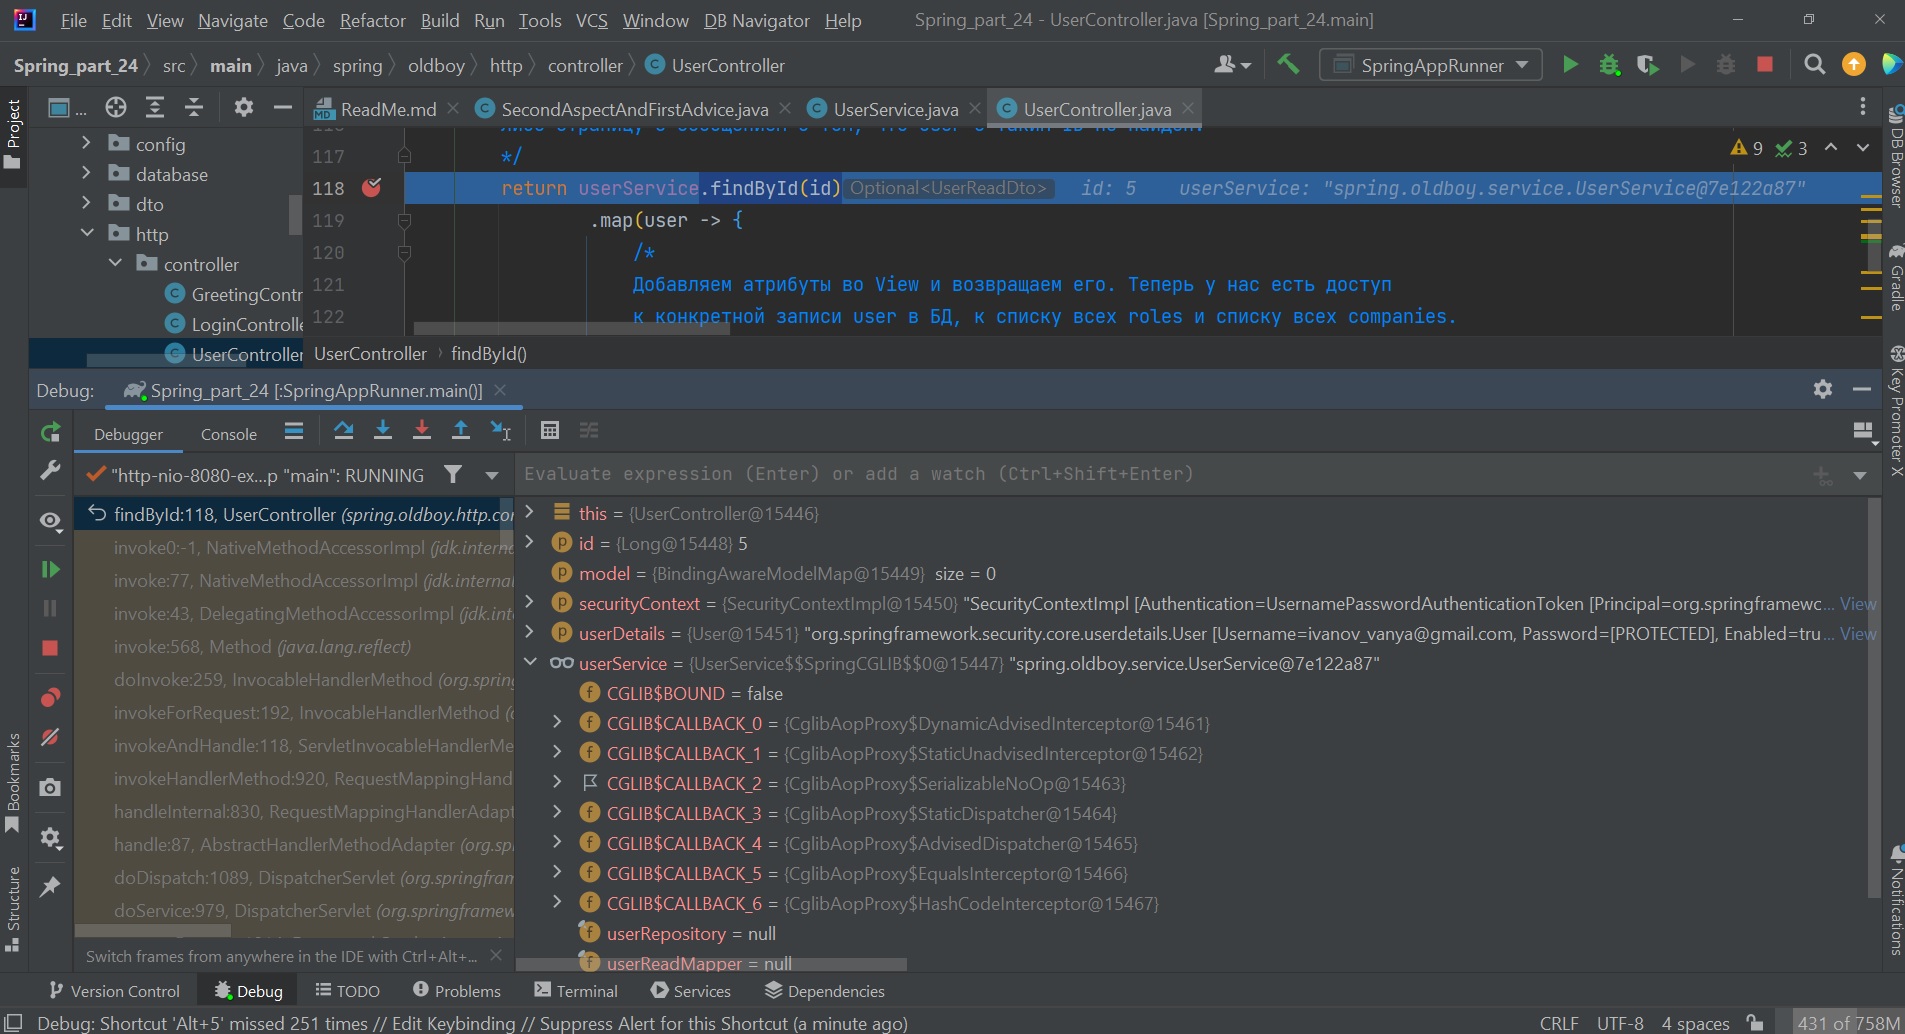 File Edit View Navigate Code Refactor Build Run Tools VCS Window DB Navigator Help Spring_part_24 - UserController.java [Spring_part_24.main]
Spring_part_24 src main java spring oldboy http controller UserController SpringAppRunner
Project
... ReadMe.md SecondAspectAndFirstAdvice.java UserService.java UserController.java
config
database
dto
http
controller
GreetingContr
LoginControlle
UserController
117 */
9 3
118 return userService.findById(id) Optional<UserReadDto> id: 5 userService: "spring.oldboy.service.UserService@7e122a87"
119 .map(user -> {
120 /*
121 Добавляем атрибуты во View и возвращаем его. Теперь у нас есть доступ
122 к конкретной записи user в БД, к списку всех roles и списку всех companies.
UserController findById()
DB Browser
Gradle
Key Promoter X
Notifications
Debug: Spring_part_24 [:SpringAppRunner.main()]
Debugger Console
"http-nio-8080-ex...p "main": RUNNING
Evaluate expression (Enter) or add a watch (Ctrl+Shift+Enter)
findById:118, UserController (spring.oldboy.http.cor
invoke0:-1, NativeMethodAccessorImpl (jdk.interna
invoke:77, NativeMethodAccessorImpl (jdk.internal
invoke:43, DelegatingMethodAccessorImpl (jdk.inte
invoke:568, Method (java.lang.reflect)
doInvoke:259, InvocableHandlerMethod (org.spring
invokeForRequest:192, InvocableHandlerMethod (o
invokeAndHandle:118, ServletInvocableHandlerMe
invokeHandlerMethod:920, RequestMappingHand
handleInternal:830, RequestMappingHandlerAdapt
handle:87, AbstractHandlerMethodAdapter (org.sp
doDispatch:1089, DispatcherServlet (org.springfram
doService:979, DispatcherServlet (org.springframew
Switch frames from anywhere in the IDE with Ctrl+Alt+...
this = {UserController@15446}
id = {Long@15448} 5
model = {BindingAwareModelMap@15449} size = 0
securityContext = {SecurityContextImpl@15450} "SecurityContextImpl [Authentication=UsernamePasswordAuthenticationToken [Principal=org.springframewc... View
userDetails = {User@15451} "org.springframework.security.core.userdetails.User [Username=ivanov_vanya@gmail.com, Password=[PROTECTED], Enabled=tru... View
userService = {UserService$$SpringCGLIB$$0@15447} "spring.oldboy.service.UserService@7e122a87"
CGLIB$BOUND = false
CGLIB$CALLBACK_0 = {CglibAopProxy$DynamicAdvisedInterceptor@15461}
CGLIB$CALLBACK_1 = {CglibAopProxy$StaticUnadvisedInterceptor@15462}
CGLIB$CALLBACK_2 = {CglibAopProxy$SerializableNoOp@15463}
CGLIB$CALLBACK_3 = {CglibAopProxy$StaticDispatcher@15464}
CGLIB$CALLBACK_4 = {CglibAopProxy$AdvisedDispatcher@15465}
CGLIB$CALLBACK_5 = {CglibAopProxy$EqualsInterceptor@15466}
CGLIB$CALLBACK_6 = {CglibAopProxy$HashCodeInterceptor@15467}
userRepository = null
userReadMapper = null
Bookmarks
Structure
Version Control Debug TODO Problems Terminal Services Dependencies
Debug: Shortcut 'Alt+5' missed 251 times // Edit Keybinding // Suppress Alert for this Shortcut (a minute ago) CRLF UTF-8 4 spaces 431 of 758M